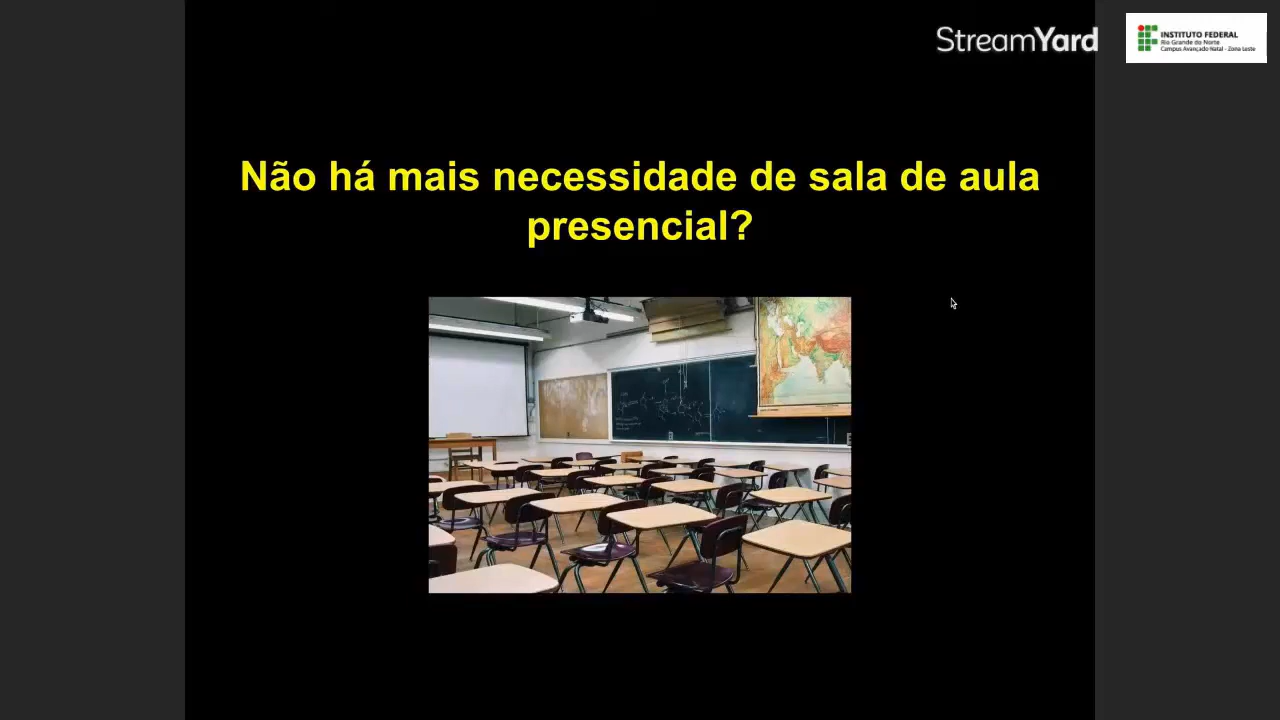 StreamYard
INSTITUTO FEDERAL
Rio Grande do Norte
Campus Avançado Natal - Zona Leste
Não há mais necessidade de sala de aula
presencial?